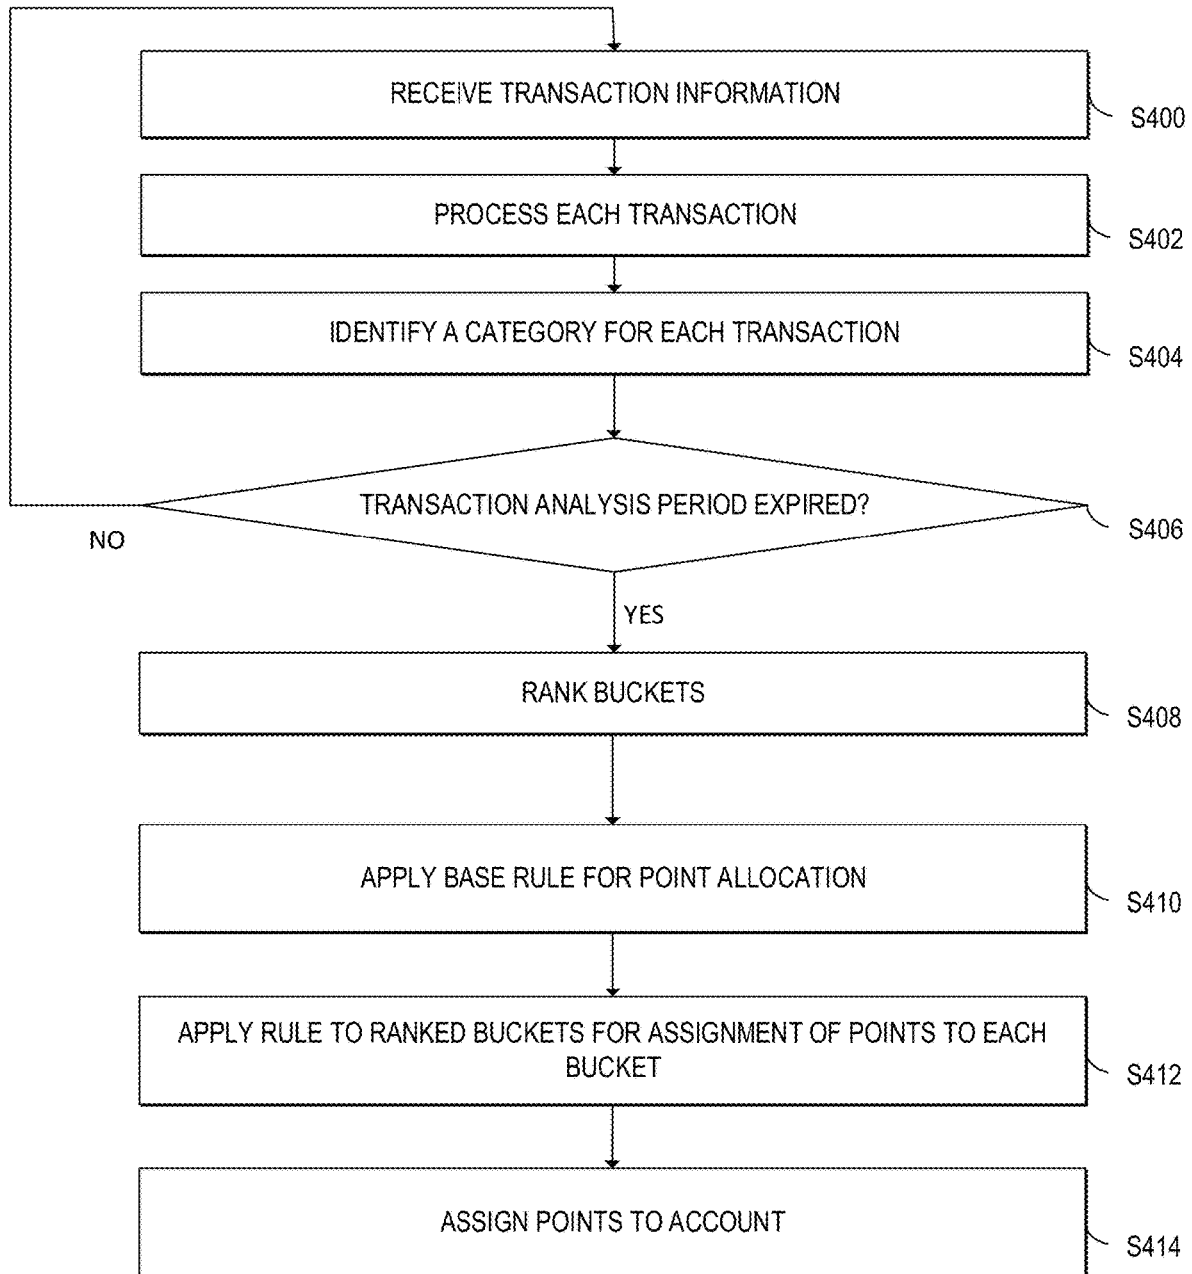 RECEIVE TRANSACTION INFORMATION
S400
PROCESS EACH TRANSACTION
S402
IDENTIFY A CATEGORY FOR EACH TRANSACTION
S404
TRANSACTION ANALYSIS PERIOD EXPIRED?
S406
NO
YES
RANK BUCKETS
S408
APPLY BASE RULE FOR POINT ALLOCATION
S410
APPLY RULE TO RANKED BUCKETS FOR ASSIGNMENT OF POINTS TO EACH
BUCKET
S412
ASSIGN POINTS TO ACCOUNT
S414